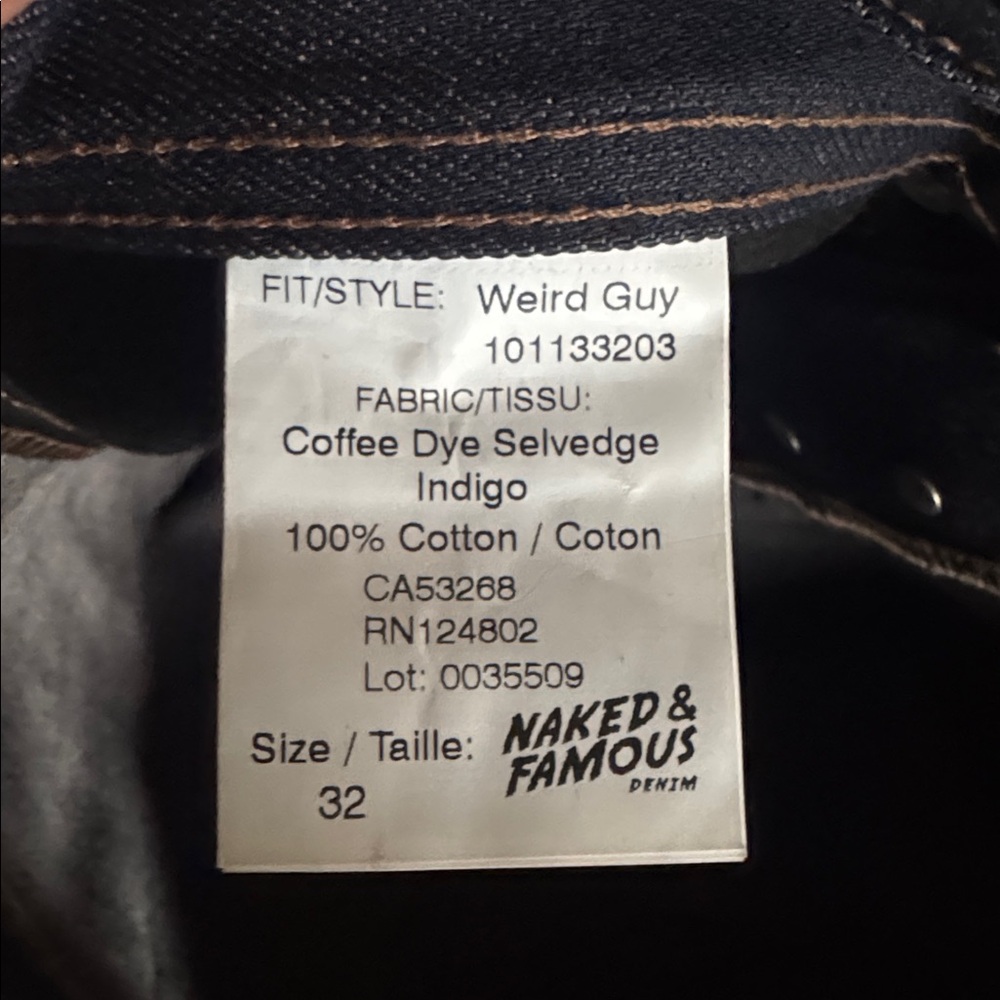 FIT/STYLE: Weird Guy
101133203
FABRIC/TISSU:
Coffee Dye Selvedge
Indigo
100% Cotton / Coton
CA53268
RN124802
Lot: 0035509
Size / Taille:
32
NAKED &
FAMOUS
DENIM